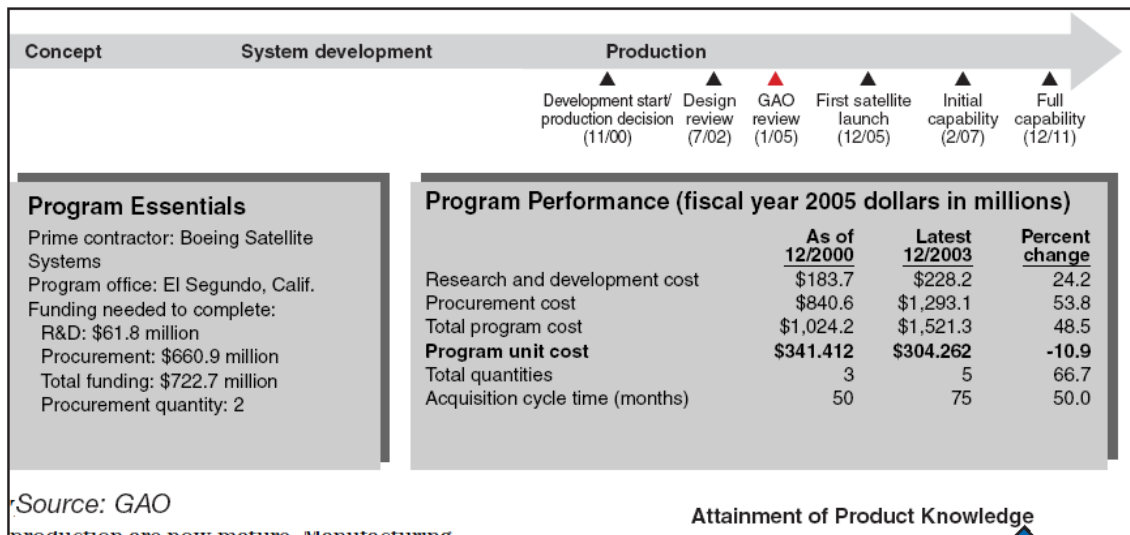 Concept System development Production
Development start/ production decision (11/00)
Design review (7/02)
GAO review (1/05)
First satellite launch (12/05)
Initial capability (2/07)
Full capability (12/11)
Program Essentials
Prime contractor: Boeing Satellite
Systems
Program office: El Segundo, Calif.
Funding needed to complete:
R&D: $61.8 million
Procurement: $660.9 million
Total funding: $722.7 million
Procurement quantity: 2
Program Performance (fiscal year 2005 dollars in millions)
As of 12/2000 Latest 12/2003 Percent change
Research and development cost $183.7 $228.2 24.2
Procurement cost $840.6 $1,293.1 53.8
Total program cost $1,024.2 $1,521.3 48.5
Program unit cost $341.412 $304.262 -10.9
Total quantities 3 5 66.7
Acquisition cycle time (months) 50 75 50.0
Source: GAO
production are now mature. Manufacturing
Attainment of Product Knowledge